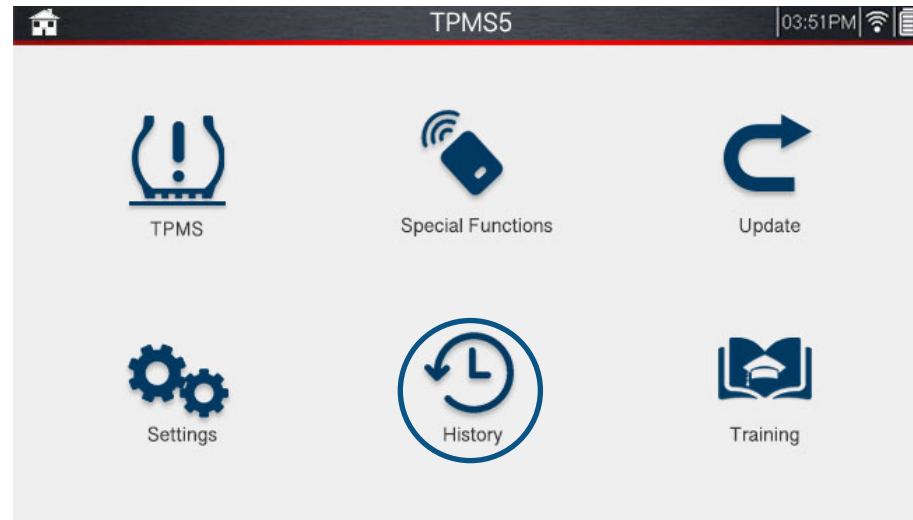 TPMS5
03:51PM
TPMS
Special Functions
Update
Settings
History
Training